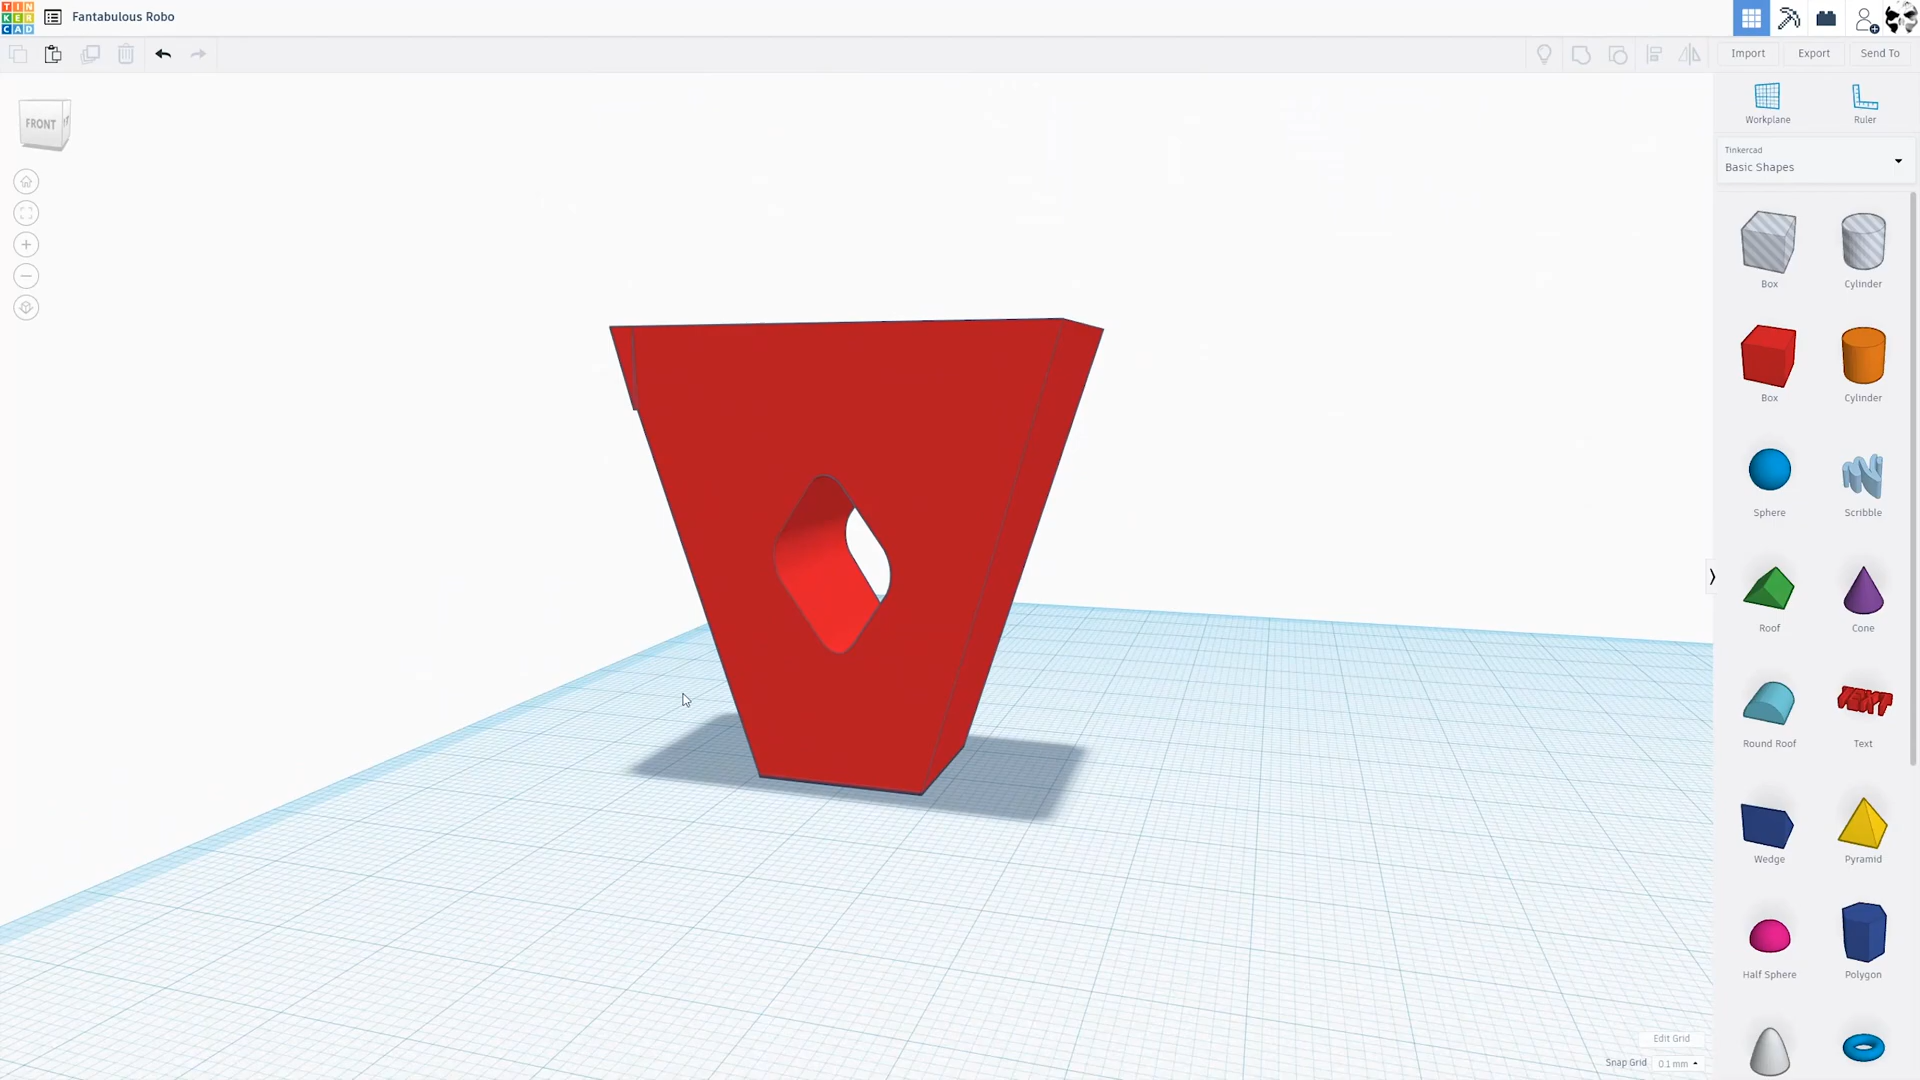 TIN
KER
CAD
Fantabulous Robo
Import
Export
Send To
FRONT
Workplane
Ruler
Tinkercad
Basic Shapes
Box
Cylinder
Box
Cylinder
Sphere
Scribble
Roof
Cone
TEXT
Round Roof
Text
Wedge
Pyramid
Half Sphere
Polygon
Edit Grid
Snap Grid
0.1 mm